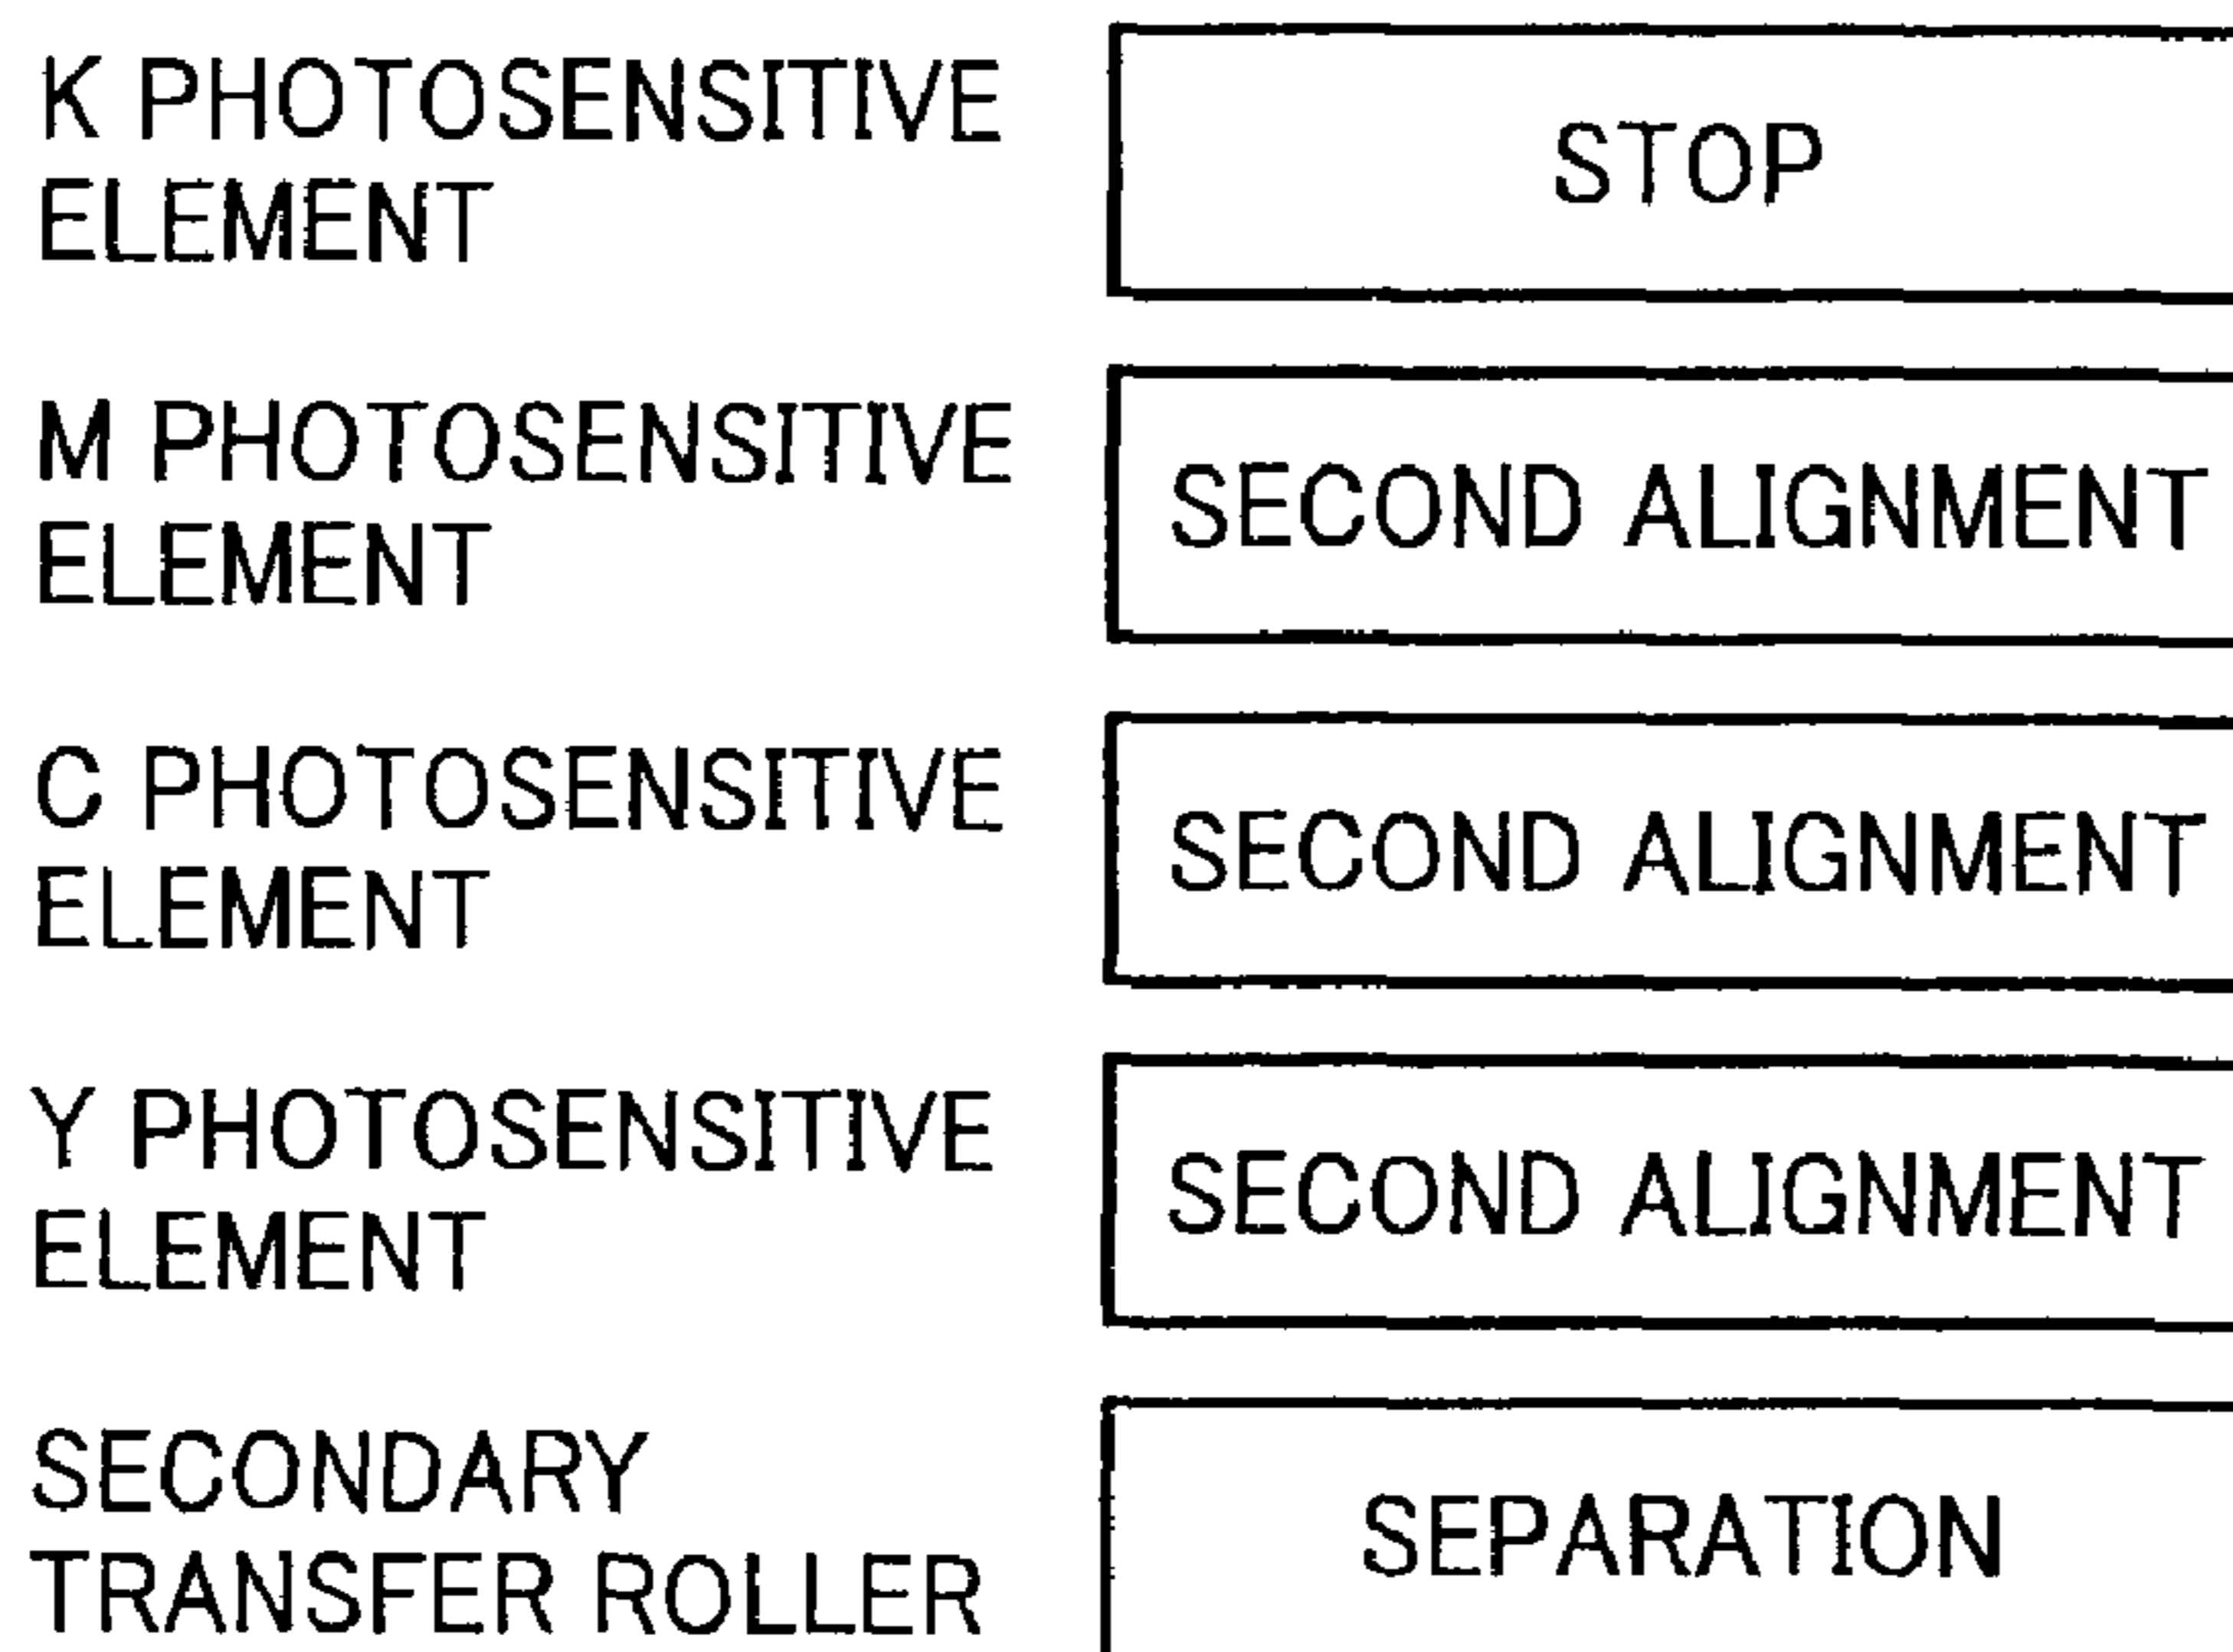 K PHOTOSENSITIVE
ELEMENT
STOP
M PHOTOSENSITIVE
ELEMENT
SECOND ALIGNMENT
C PHOTOSENSITIVE
ELEMENT
SECOND ALIGNMENT
Y PHOTOSENSITIVE
ELEMENT
SECOND ALIGNMENT
SECONDARY
TRANSFER ROLLER
SEPARATION